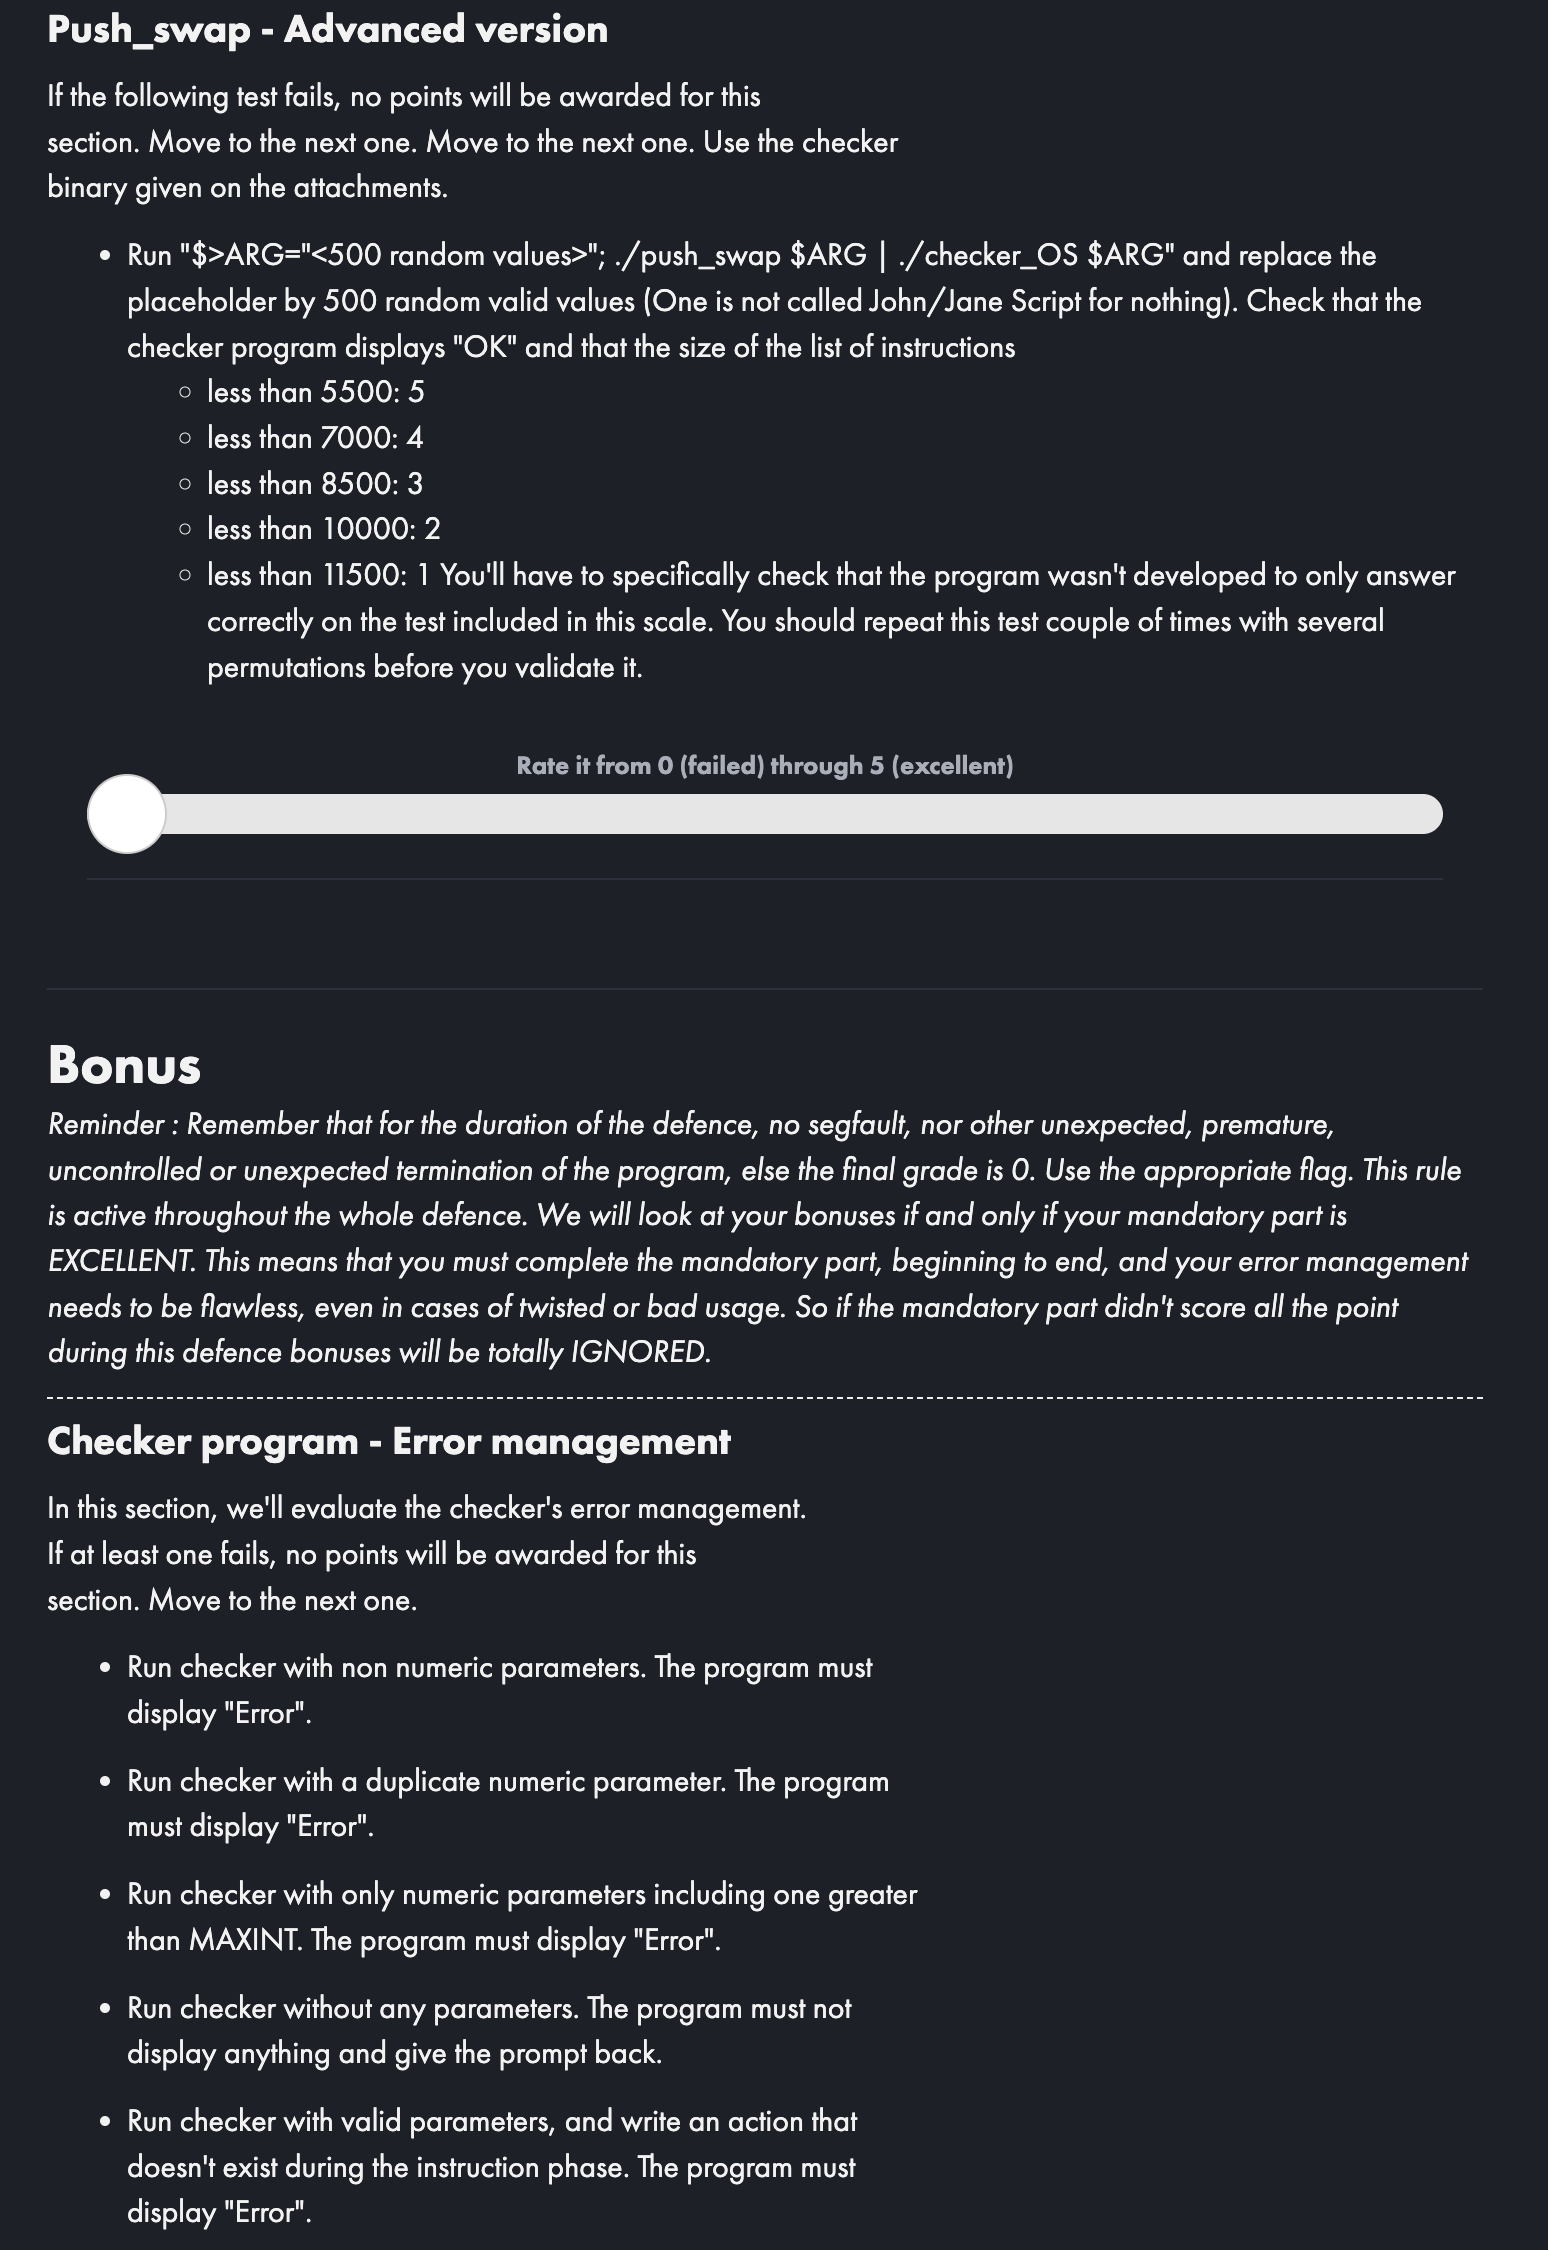 Push_swap - Advanced version
If the following test fails, no points will be awarded for this
section. Move to the next one. Move to the next one. Use the checker
binary given on the attachments.
• Run "$>ARG="<500 random values>"; ./push_swap $ARG | ./checker_OS $ARG" and replace the
placeholder by 500 random valid values (One is not called John/Jane Script for nothing). Check that the
checker program displays "OK" and that the size of the list of instructions
○ less than 5500: 5
○ less than 7000: 4
○ less than 8500: 3
○ less than 10000: 2
○ less than 11500: 1 You'll have to specifically check that the program wasn't developed to only answer
correctly on the test included in this scale. You should repeat this test couple of times with several
permutations before you validate it.
Rate it from 0 (failed) through 5 (excellent)
Bonus
Reminder : Remember that for the duration of the defence, no segfault, nor other unexpected, premature,
uncontrolled or unexpected termination of the program, else the final grade is 0. Use the appropriate flag. This rule
is active throughout the whole defence. We will look at your bonuses if and only if your mandatory part is
EXCELLENT. This means that you must complete the mandatory part, beginning to end, and your error management
needs to be flawless, even in cases of twisted or bad usage. So if the mandatory part didn't score all the point
during this defence bonuses will be totally IGNORED.
Checker program - Error management
In this section, we'll evaluate the checker's error management.
If at least one fails, no points will be awarded for this
section. Move to the next one.
• Run checker with non numeric parameters. The program must
display "Error".
• Run checker with a duplicate numeric parameter. The program
must display "Error".
• Run checker with only numeric parameters including one greater
than MAXINT. The program must display "Error".
• Run checker without any parameters. The program must not
display anything and give the prompt back.
• Run checker with valid parameters, and write an action that
doesn't exist during the instruction phase. The program must
display "Error".